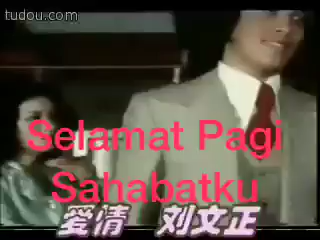 tudou.com
Selamat Pagi
Sahabatku
爱情 刘文正